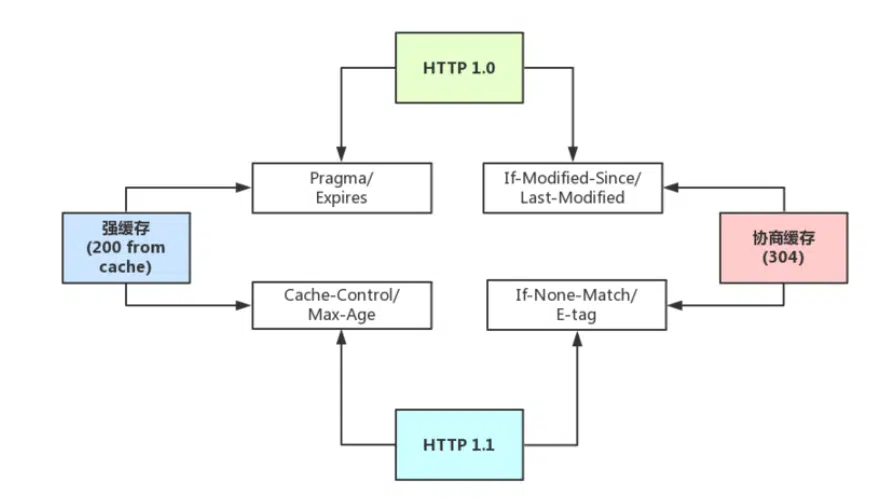 HTTP 1.0
Pragma/
Expires
If-Modified-Since/
Last-Modified
强缓存
(200 from
cache)
协商缓存
(304)
Cache-Control/
Max-Age
If-None-Match/
E-tag
HTTP 1.1